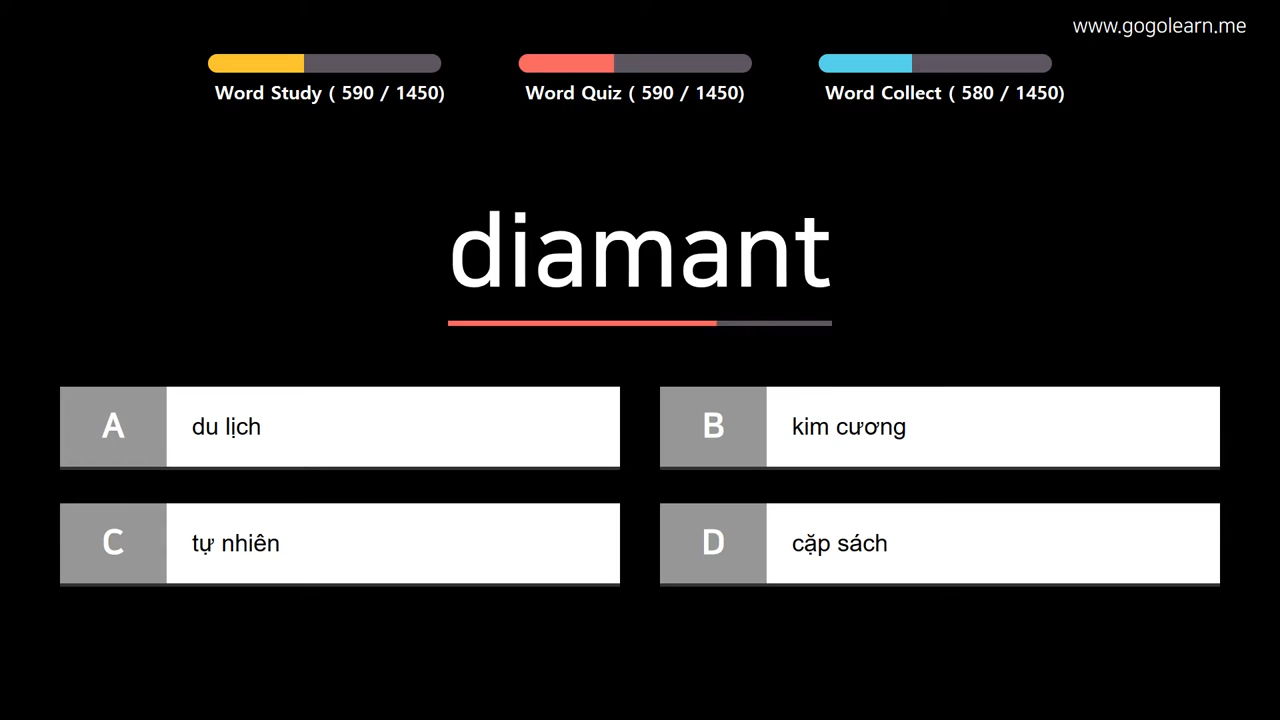 www.gogolearn.me
Word Study ( 590 / 1450)
Word Quiz ( 590 / 1450)
Word Collect ( 580 / 1450)
diamant
A du lịch
B kim cương
C tự nhiên
D cặp sách